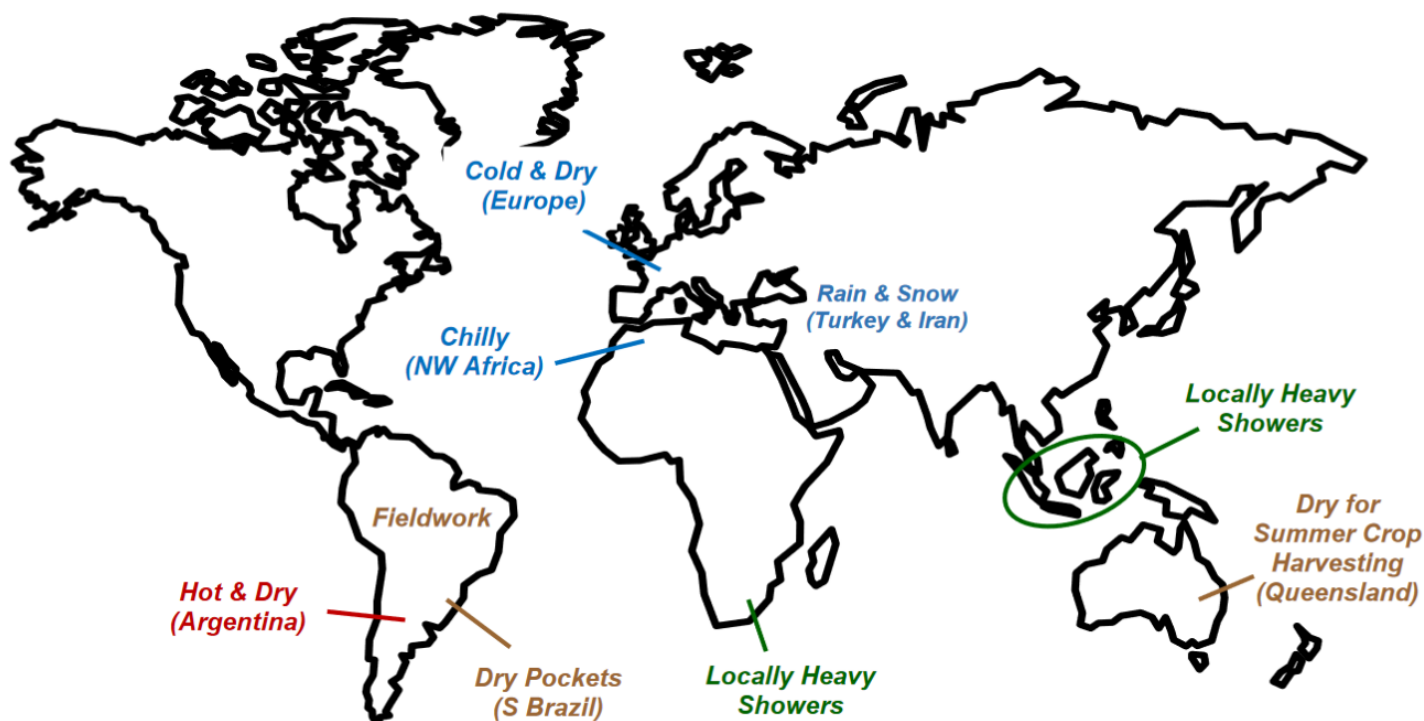 Cold & Dry
(Europe)
Rain & Snow
(Turkey & Iran)
Chilly
(NW Africa)
Locally Heavy
Showers
Fieldwork
Dry for
Summer Crop
Harvesting
(Queensland)
Hot & Dry
(Argentina)
Dry Pockets
(S Brazil)
Locally Heavy
Showers